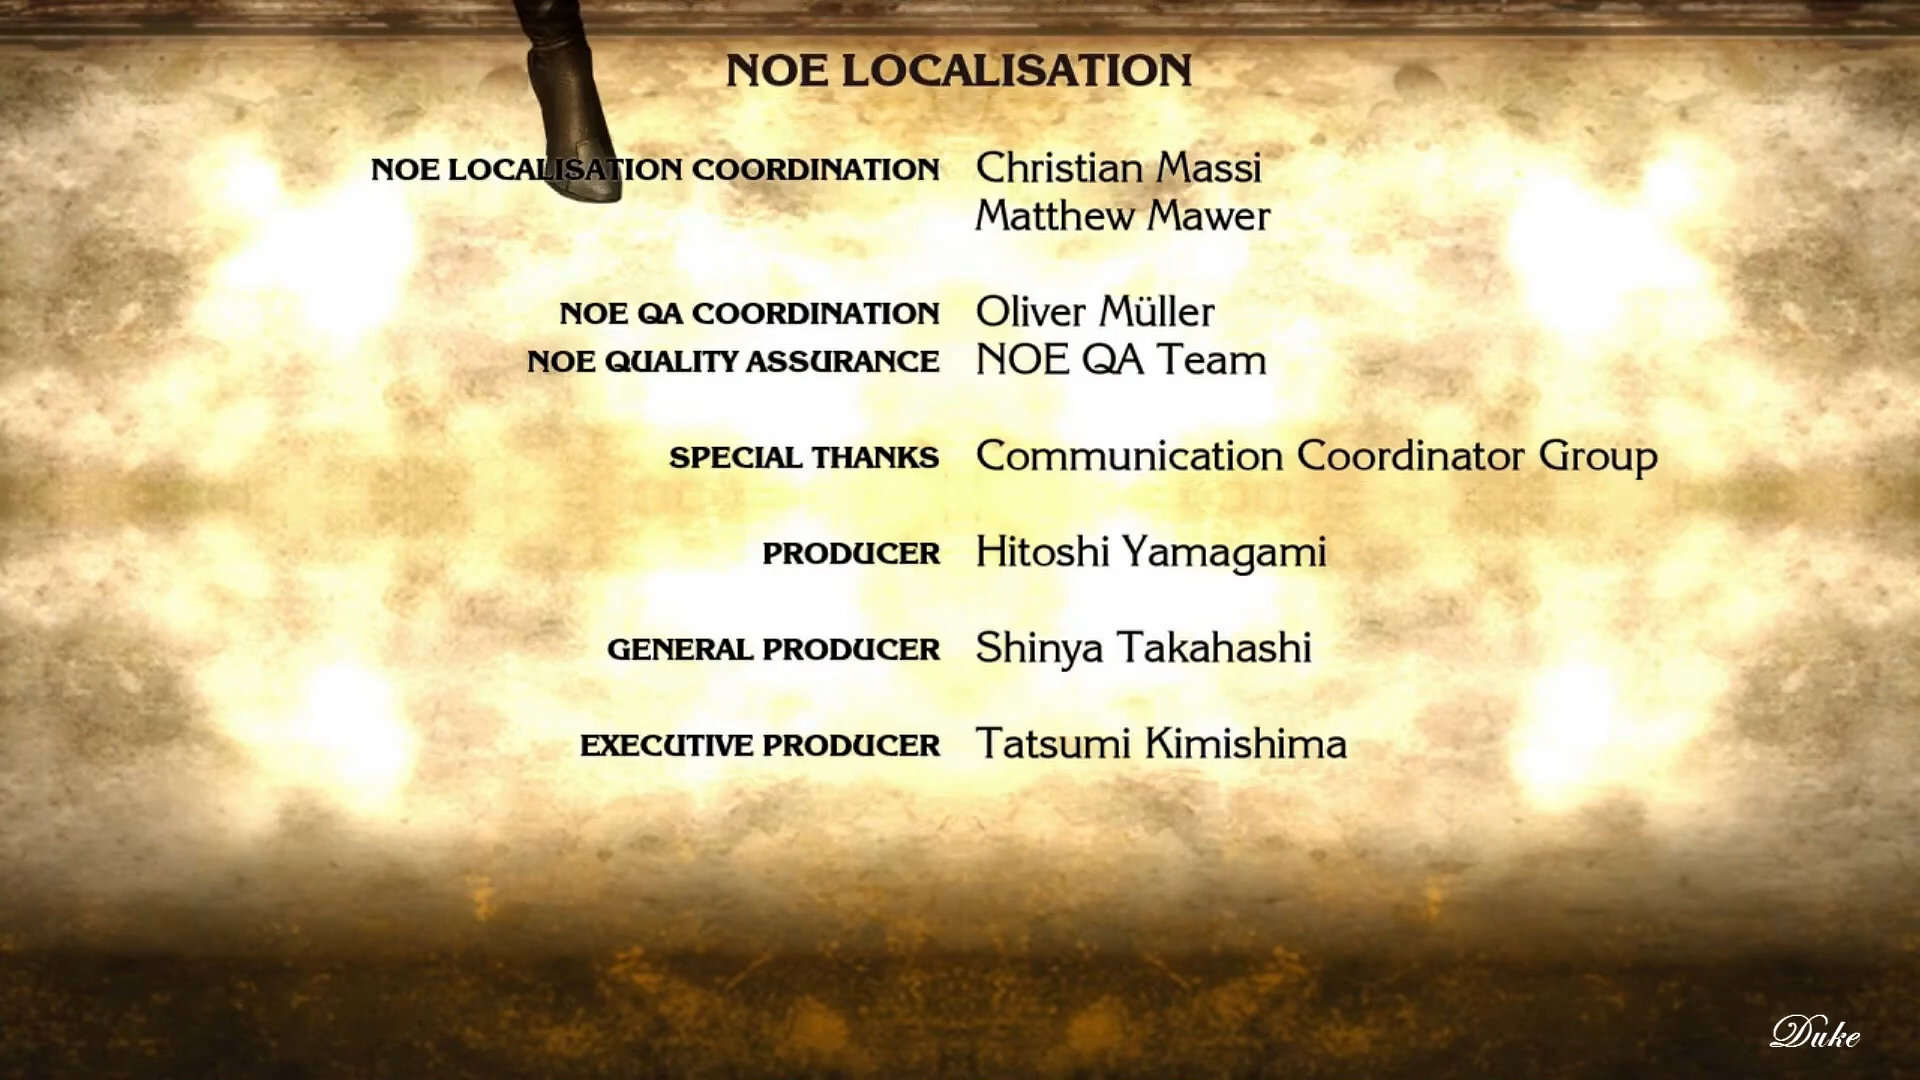 NOE LOCALISATION
NOE LOCALISATION COORDINATION Christian Massi
Matthew Mawer
NOE QA COORDINATION Oliver Müller
NOE QUALITY ASSURANCE NOE QA Team
SPECIAL THANKS Communication Coordinator Group
PRODUCER Hitoshi Yamagami
GENERAL PRODUCER Shinya Takahashi
EXECUTIVE PRODUCER Tatsumi Kimishima
Duke